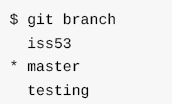 $ git branch
  iss53
* master
  testing